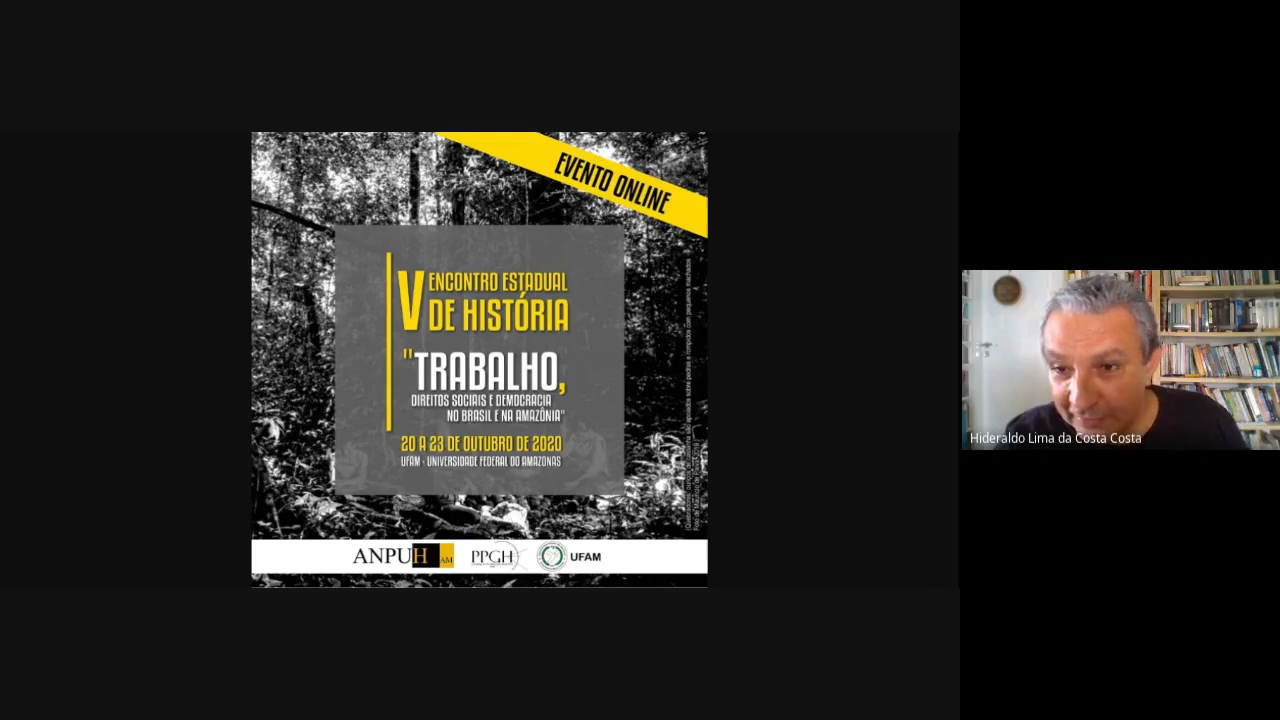 EVENTO ONLINE
V ENCONTRO ESTADUAL
DE HISTÓRIA
"TRABALHO,
DIREITOS SOCIAIS E DEMOCRACIA
NO BRASIL E NA AMAZÔNIA"
20 A 23 DE OUTUBRO DE 2020
UFAM - UNIVERSIDADE FEDERAL DO AMAZONAS
ANPUH AM
PPGH
UFAM
Hideraldo Lima da Costa Costa